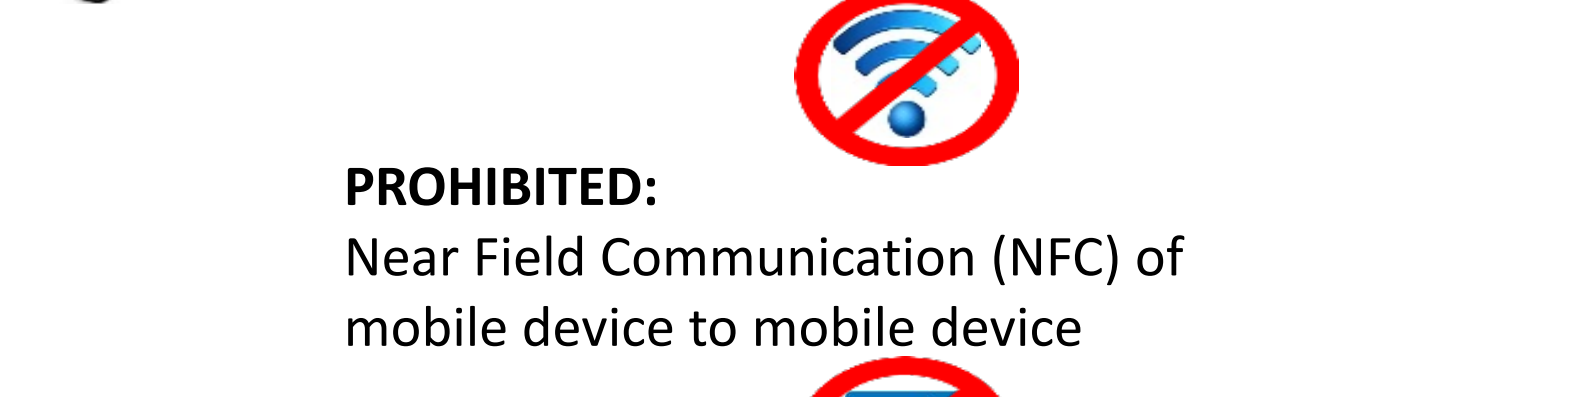 PROHIBITED:
Near Field Communication (NFC) of
mobile device to mobile device